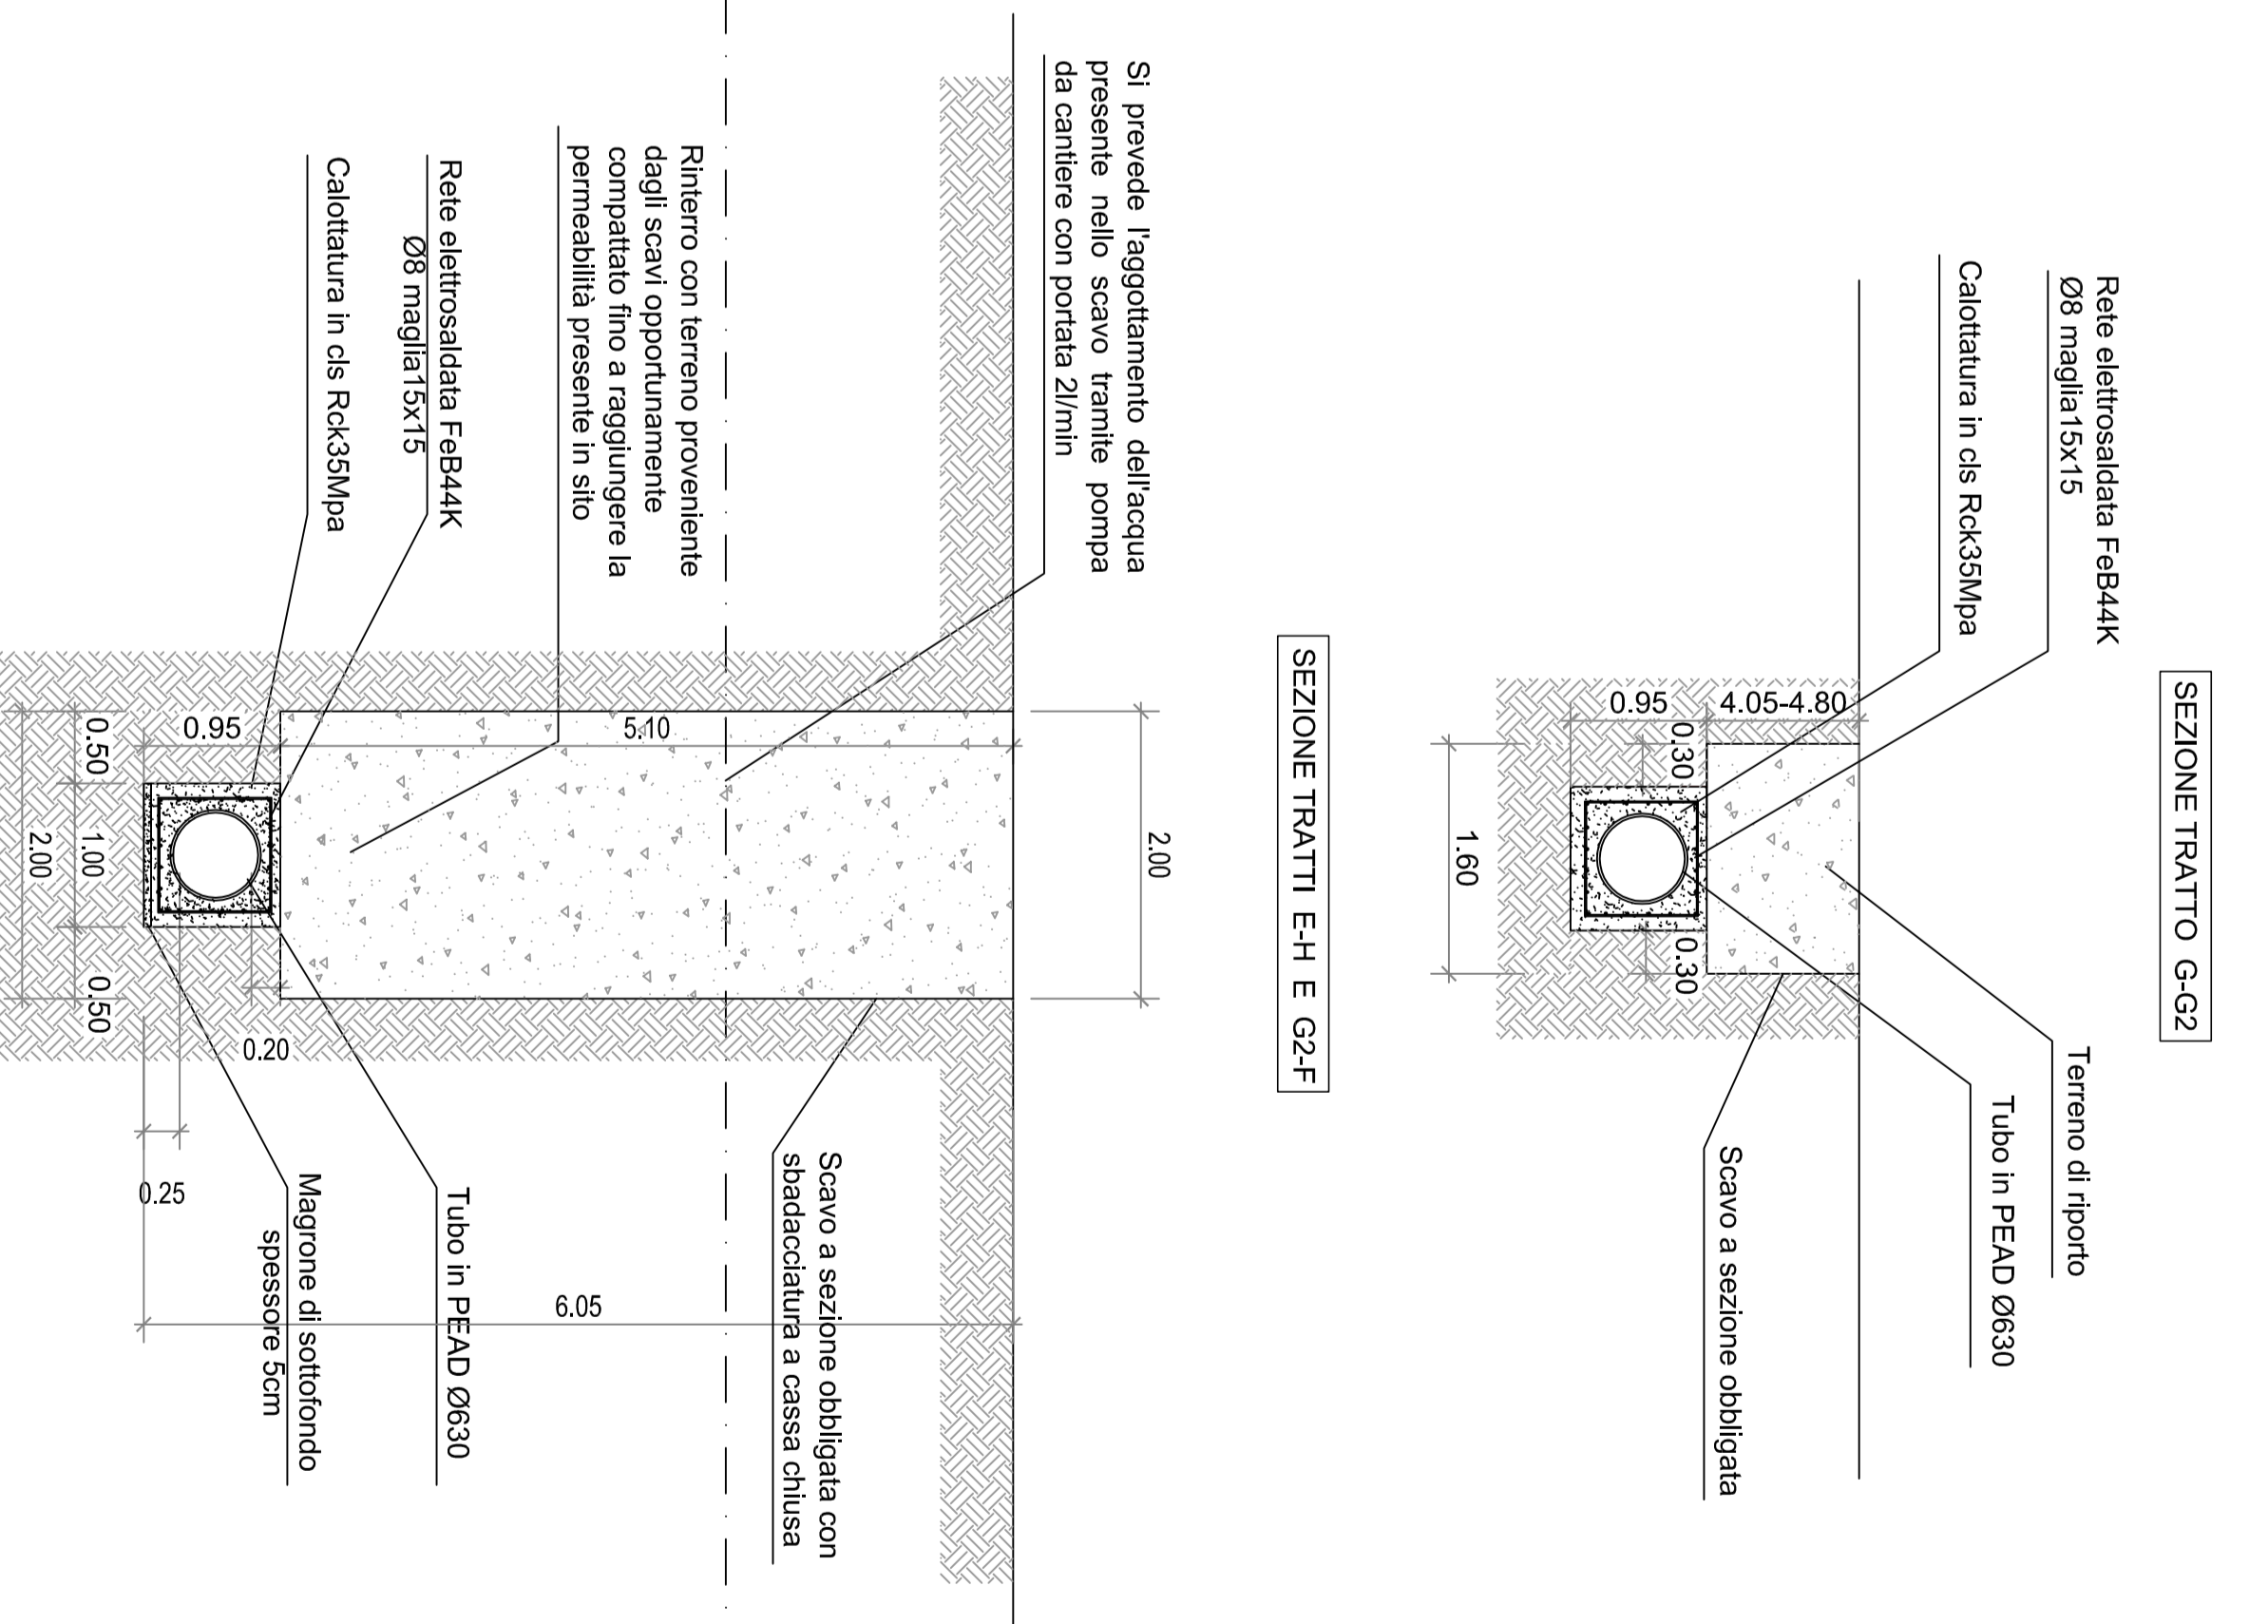 SEZIONE TRATTO  G-G2
Rete elettrosaldata FeB44K
Ø8 maglia15x15
Calottatura in cls Rck35Mpa
Terreno di riporto
Tubo in PEAD Ø630
Scavo a sezione obbligata
0.95
4.05-4.80
0.30
0.30
1.60
SEZIONE TRATTI  E-H  E  G2-F
Si prevede l'aggottamento dell'acqua
presente nello scavo tramite pompa
da cantiere con portata 2l/min
2.00
Rinterro con terreno proveniente
dagli scavi opportunamente
compattato fino a raggiungere la
permeabilità presente in sito
5.10
Scavo a sezione obbligata con
sbadacciatura a cassa chiusa
6.05
Rete elettrosaldata FeB44K
Ø8 maglia15x15
Calottatura in cls Rck35Mpa
0.95
Tubo in PEAD Ø630
Magrone di sottofondo
spessore 5cm
0.20
0.25
0.50
1.00
0.50
2.00